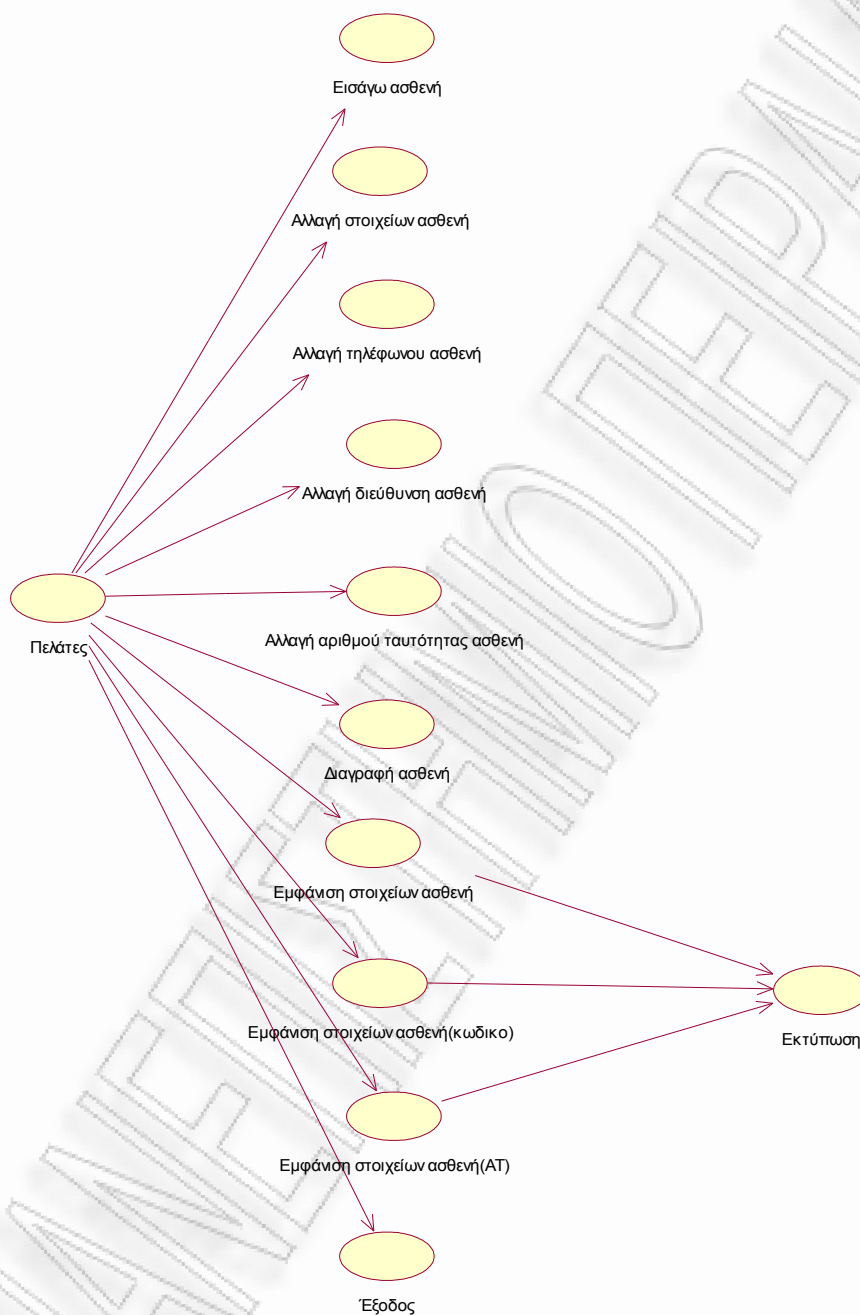 Εισάγω ασθενή
Αλλαγή στοιχείων ασθενή
Αλλαγή τηλέφωνου ασθενή
Αλλαγή διεύθυνση ασθενή
Πελάτες
Αλλαγή αριθμού ταυτότητας ασθενή
Διαγραφή ασθενή
Εμφάνιση στοιχείων ασθενή
Εμφάνιση στοιχείων ασθενή(κωδικο)
Εκτύπωση
Εμφάνιση στοιχείων ασθενή(ΑΤ)
Έξοδος